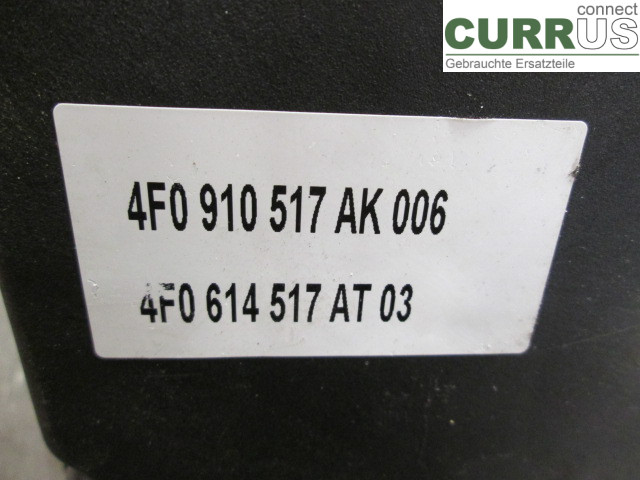 connect
CURRUS
Gebrauchte Ersatzteile
4F0 910 517 AK 006
4F0 614 517 AT 03